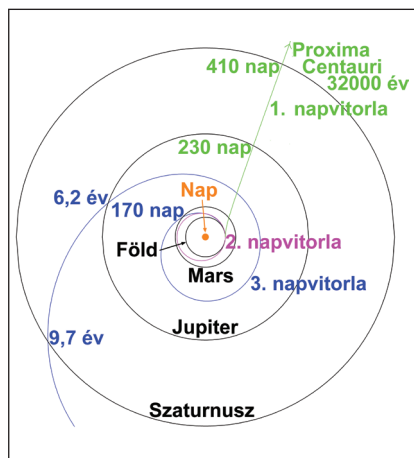 Proxima
Centauri
32000 év
410 nap
1. napvitorla
230 nap
6,2 év
170 nap
Nap
Föld
2. napvitorla
Mars
3. napvitorla
Jupiter
9,7 év
Szaturnusz